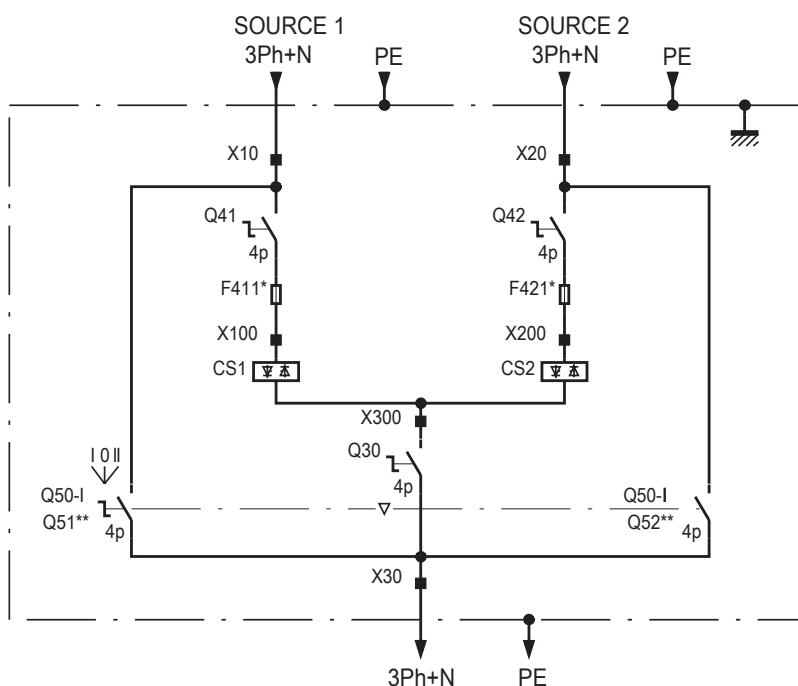 SOURCE 1
3Ph+N
PE
SOURCE 2
3Ph+N
PE
X10
X20
Q41
4p
Q42
4p
F411*
F421*
X100
X200
CS1
CS2
X300
Q30
4p
I 0 II
Q50-I
Q51**
4p
Q50-I
Q52**
4p
X30
3Ph+N
PE